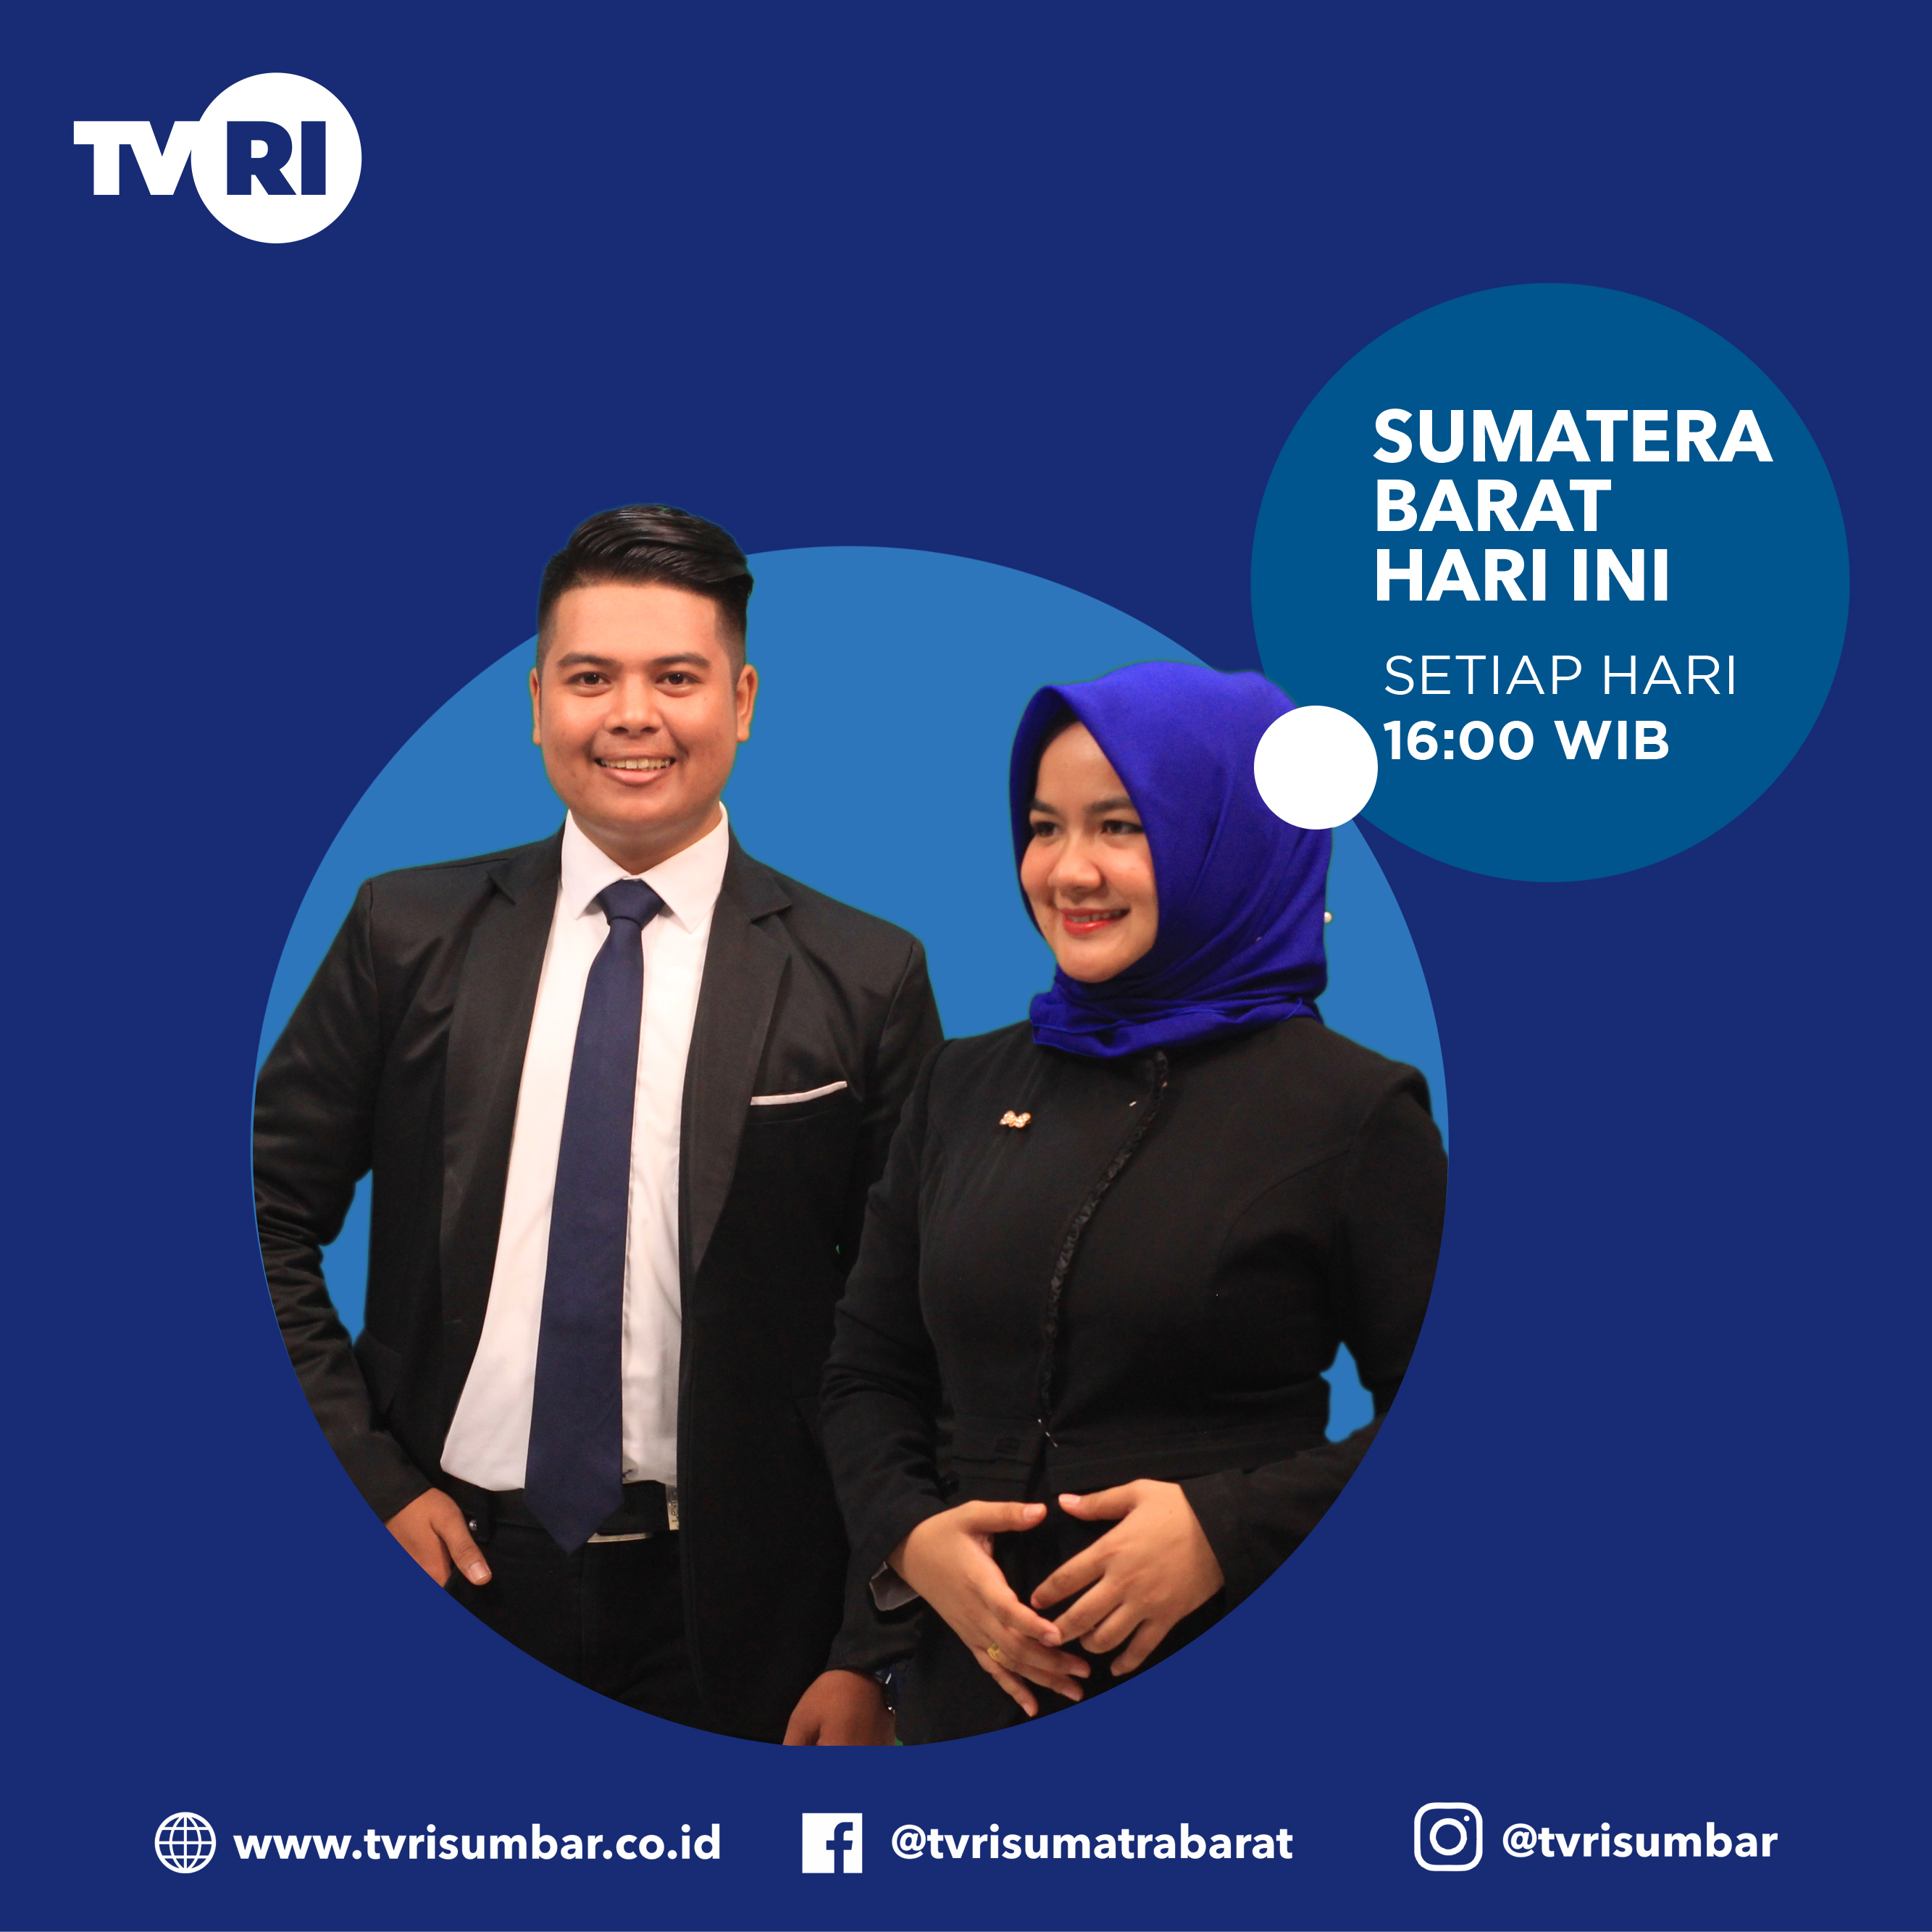 TVRI
SUMATERA
BARAT
HARI INI
SETIAP HARI
16:00 WIB
www.tvrisumbar.co.id
@tvrisumatrabarat
@tvrisumbar